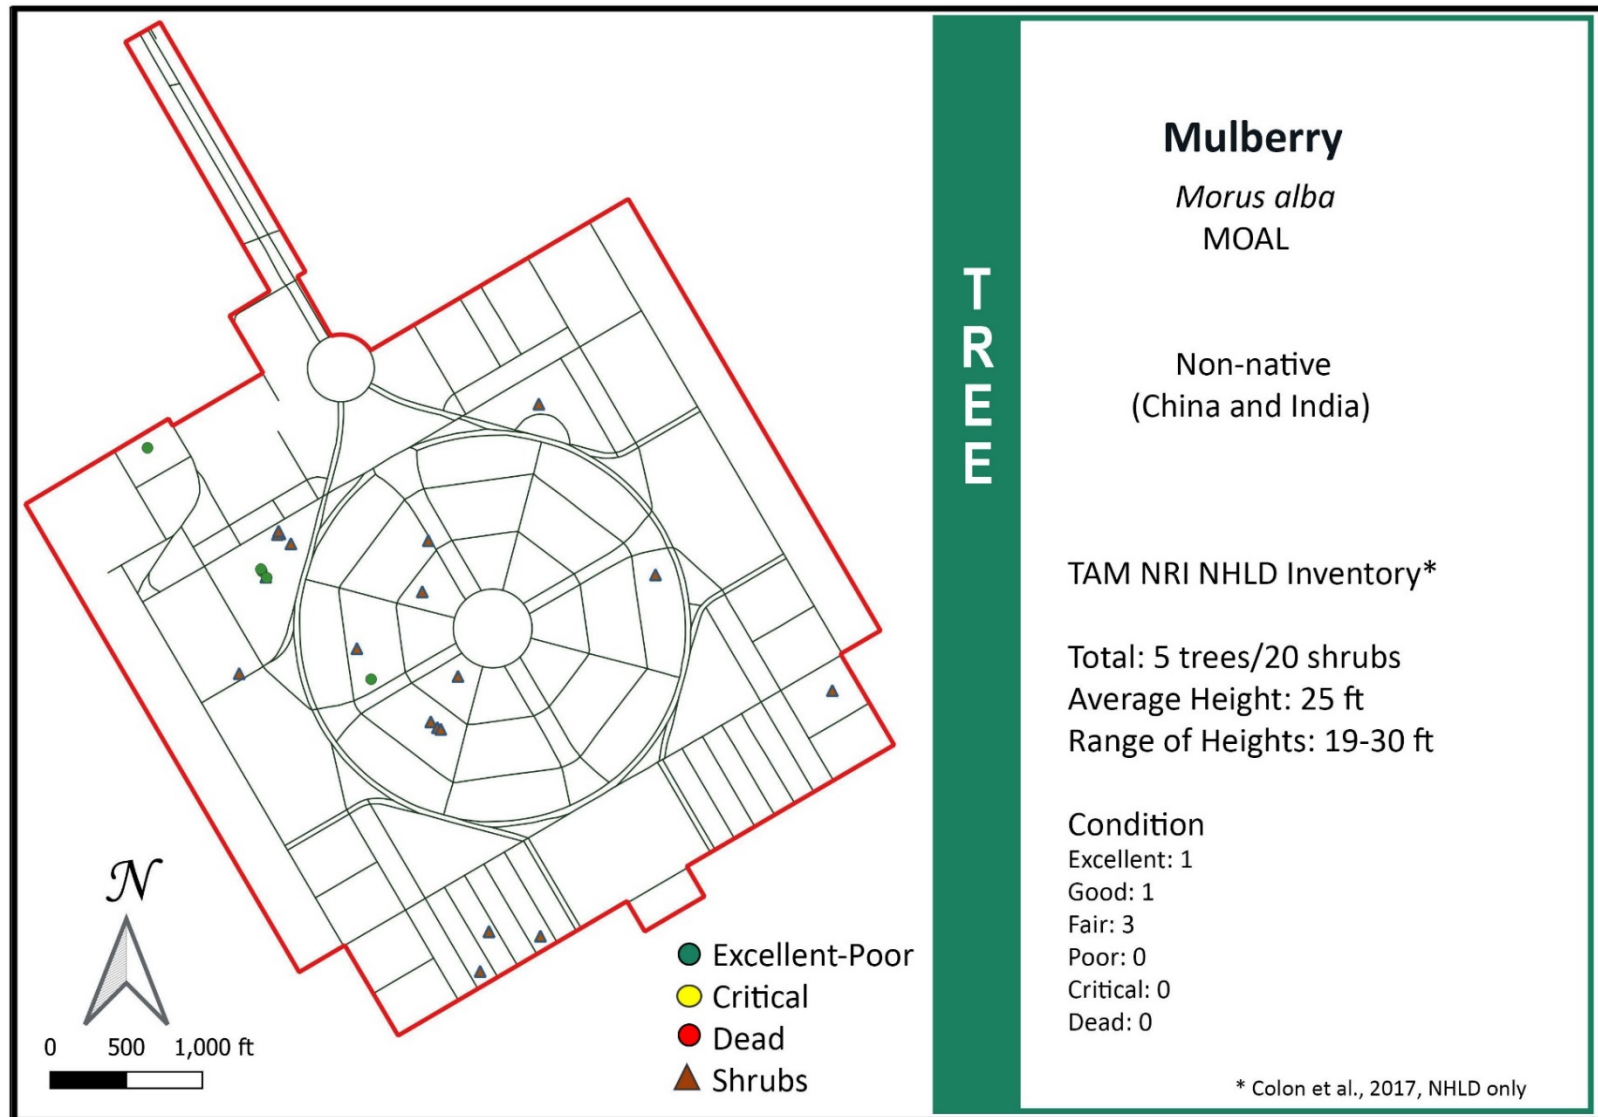 N
0 500 1,000 ft
Excellent-Poor
Critical
Dead
Shrubs
TREE
Mulberry
Morus alba
MOAL
Non-native
(China and India)
TAM NRI NHLD Inventory*
Total: 5 trees/20 shrubs
Average Height: 25 ft
Range of Heights: 19-30 ft
Condition
Excellent: 1
Good: 1
Fair: 3
Poor: 0
Critical: 0
Dead: 0
* Colon et al., 2017, NHLD only